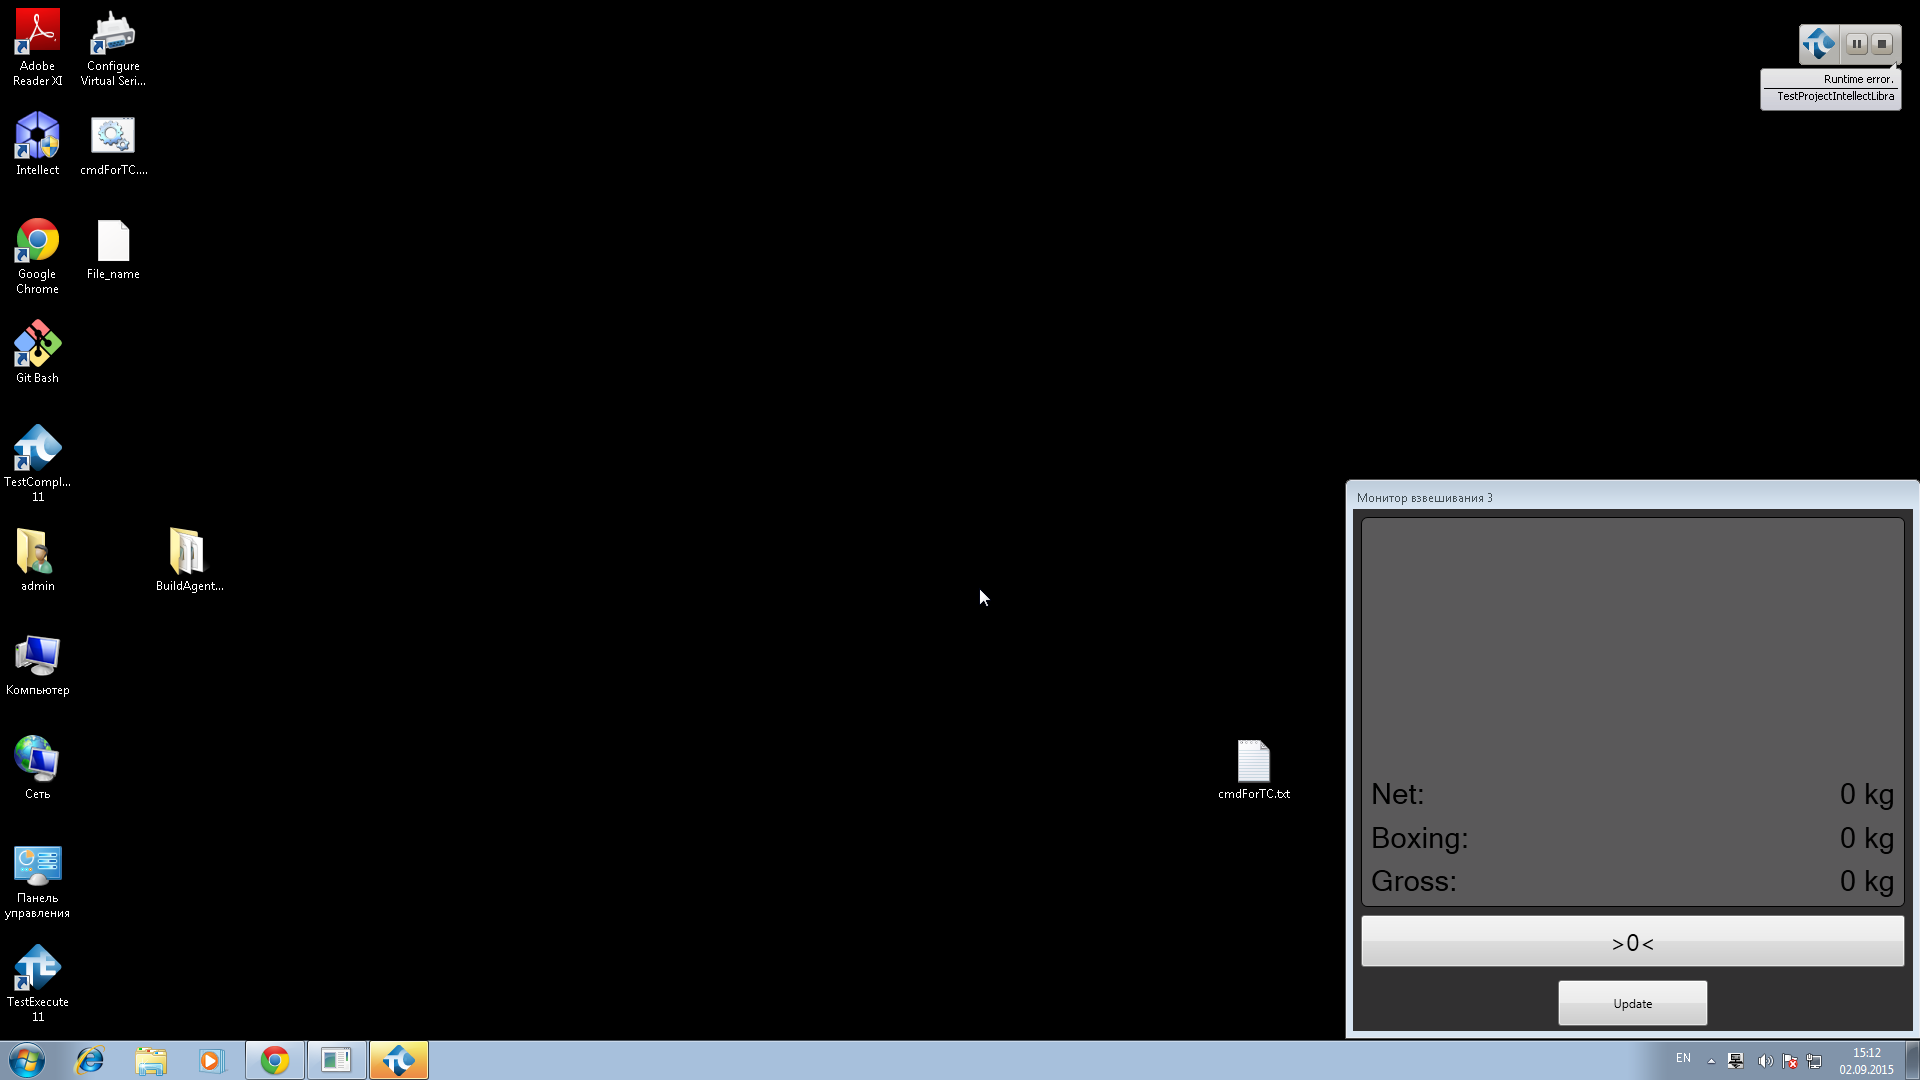 Adobe
Reader XI
Configure
Virtual Seri...
Intellect
cmdForTC....
Google
Chrome
File_name
Git Bash
TestCompl...
11
admin
BuildAgent...
Компьютер
Сеть
Панель
управления
TestExecute
11
cmdForTC.txt
Runtime error.
TestProjectIntellectLibra
Монитор взвешивания 3
Net: 0 kg
Boxing: 0 kg
Gross: 0 kg
>0<
Update
EN
15:12
02.09.2015